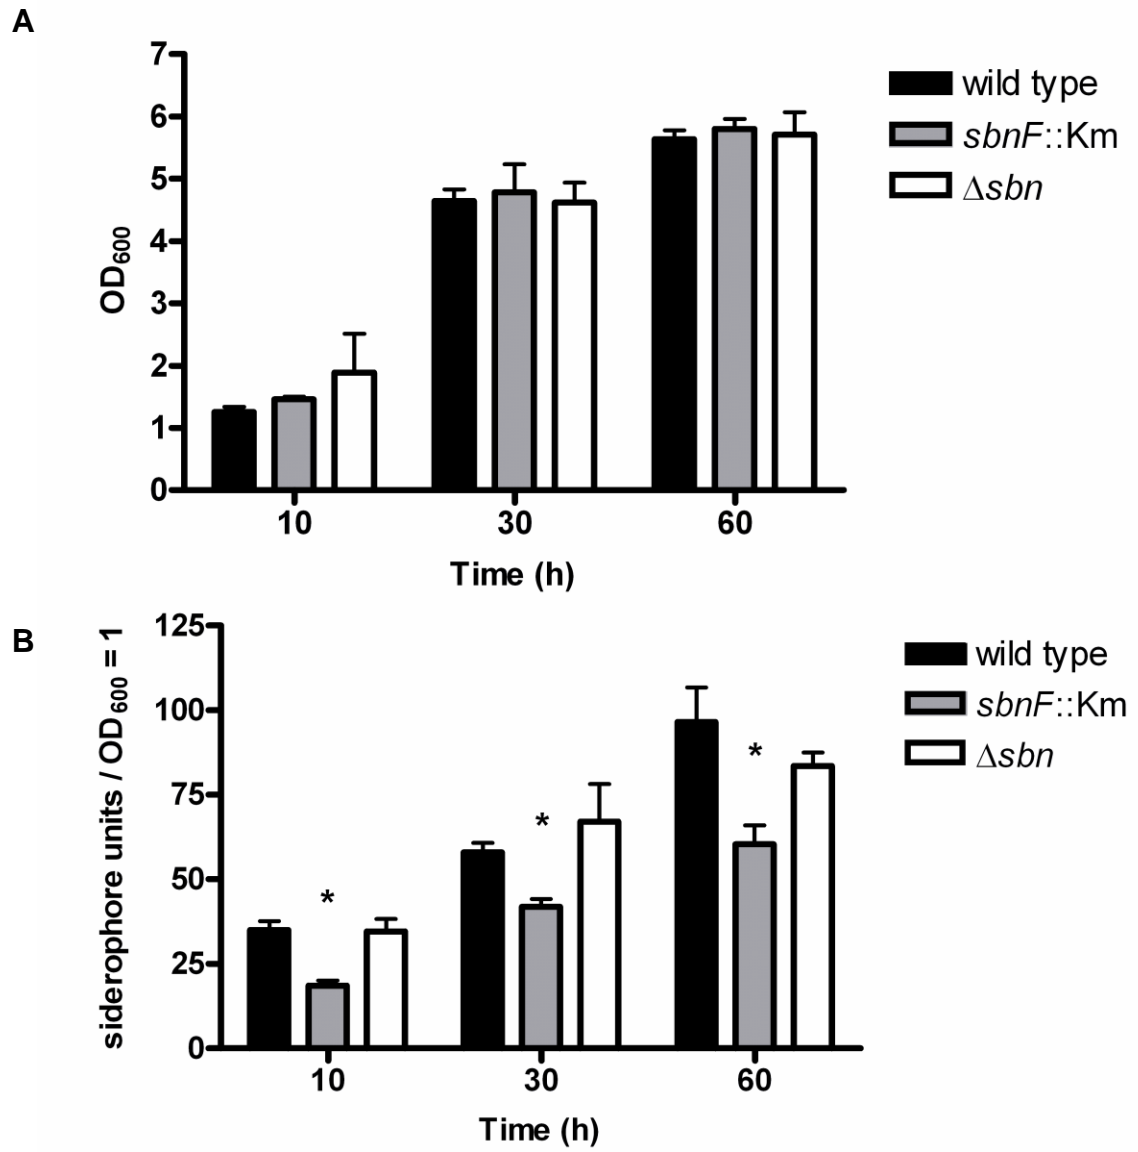 A
7
6
5
4
3
2
1
0
OD600
10 30 60
Time (h)
wild type
sbnF::Km
Δsbn
B
125
100
75
50
25
0
siderophore units / OD600 = 1
* * *
10 30 60
Time (h)
wild type
sbnF::Km
Δsbn